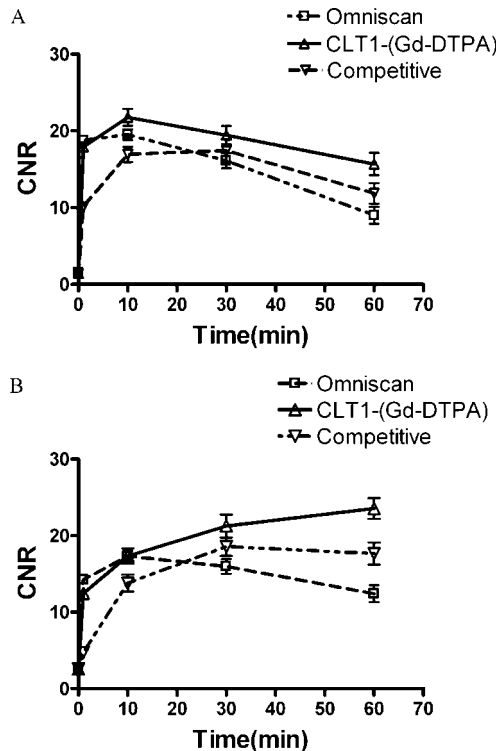 A
Omniscan
CLT1-(Gd-DTPA)
Competitive
30
20
10
0
CNR
0 10 20 30 40 50 60 70
Time(min)
B
Omniscan
CLT1-(Gd-DTPA)
Competitive
30
20
10
0
CNR
0 10 20 30 40 50 60 70
Time(min)